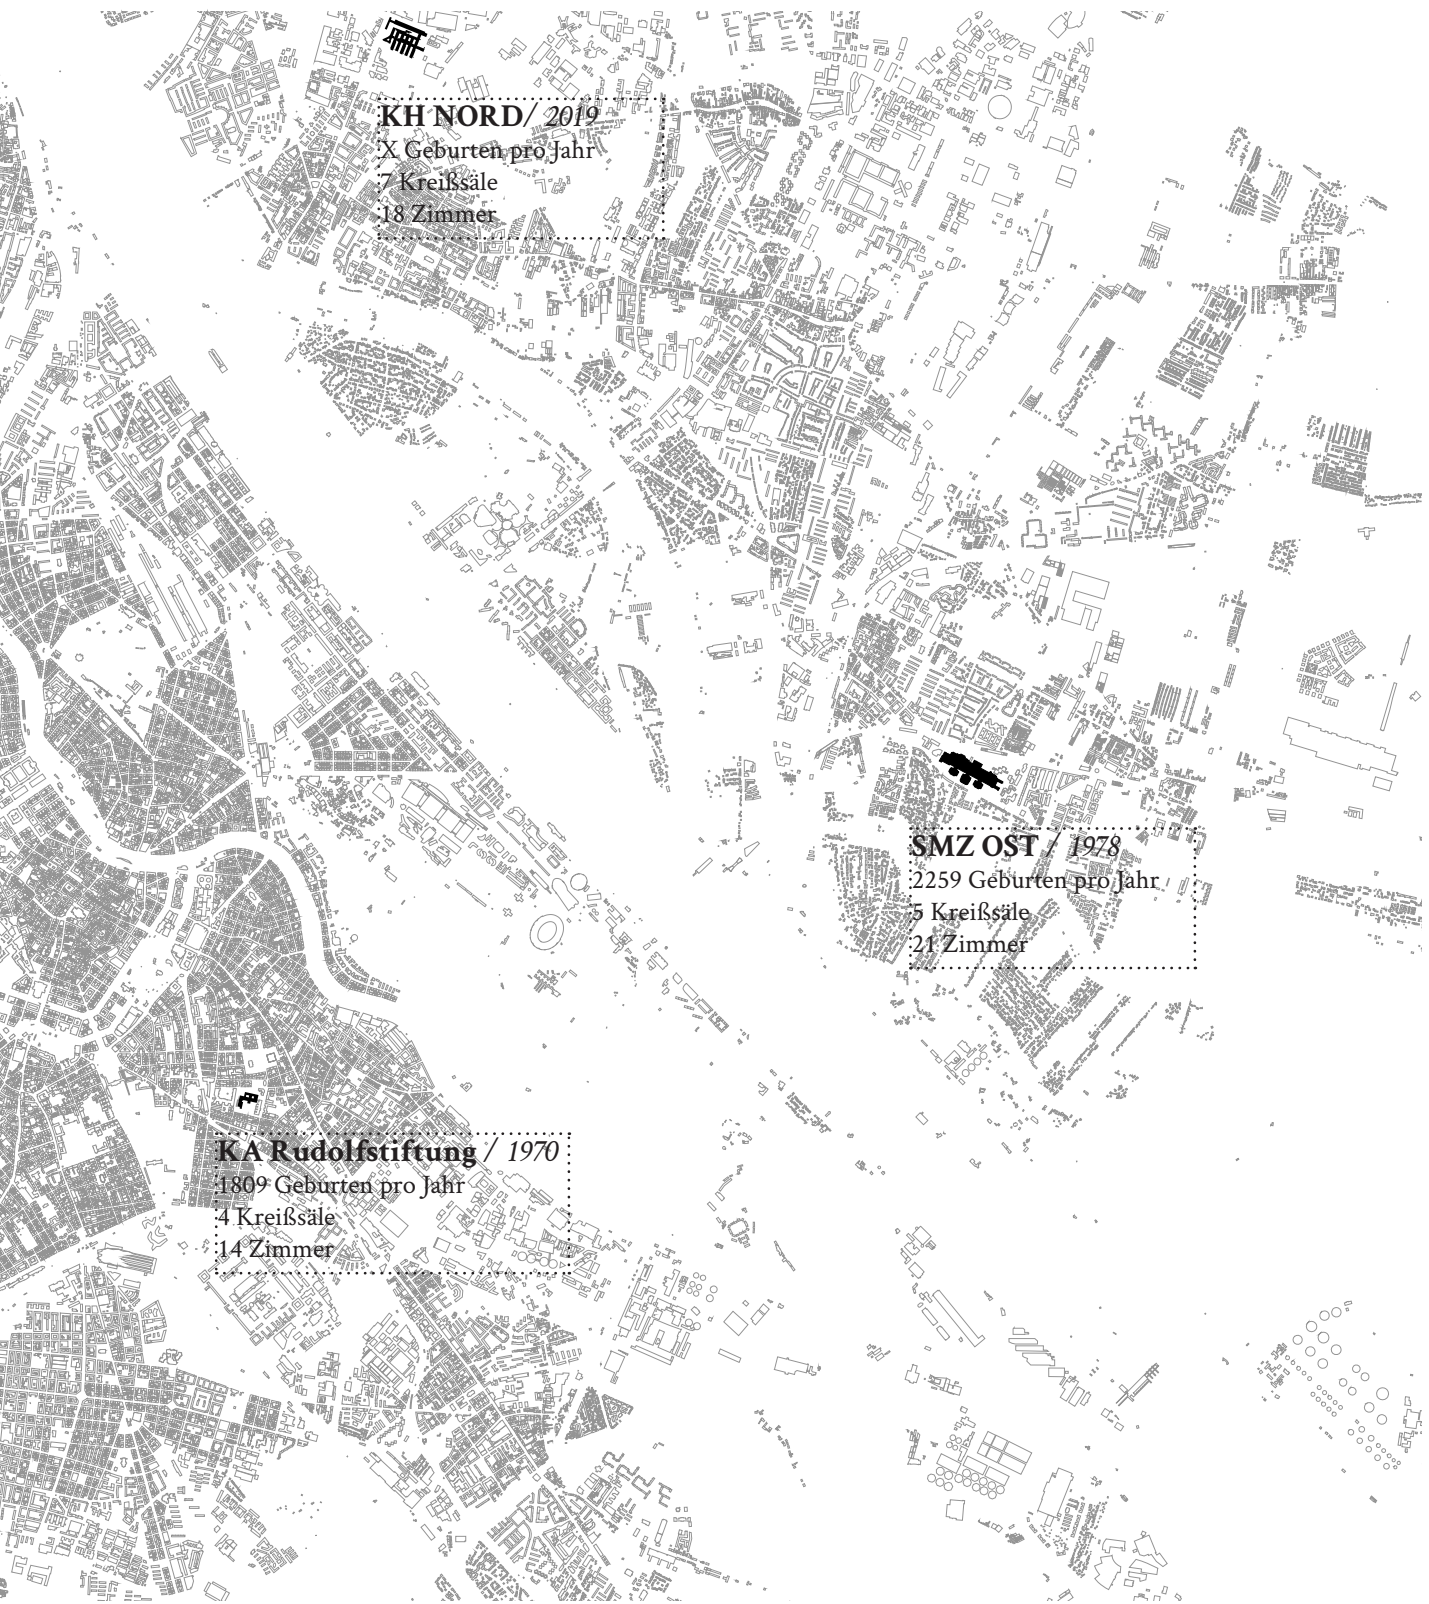 KH NORD/ 2019
X Geburten pro Jahr
7 Kreißsäle
18 Zimmer
SMZ OST / 1978
2259 Geburten pro Jahr
5 Kreißsäle
21 Zimmer
KA Rudolfstiftung / 1970
1809 Geburten pro Jahr
4 Kreißsäle
14 Zimmer